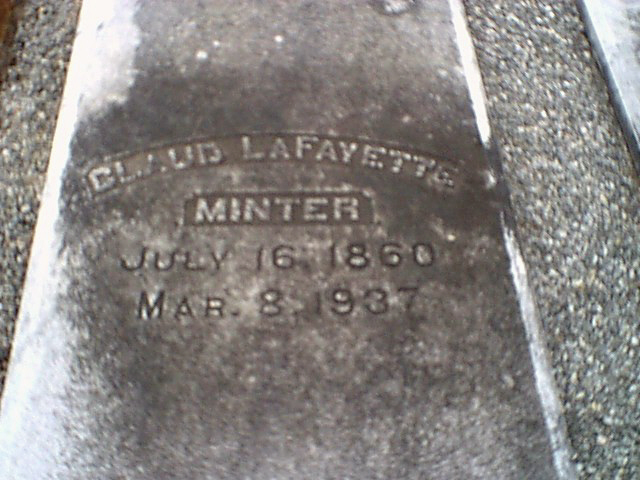 CLAUD LAFAYETTE
MINTER
JULY 16, 1860
MAR. 8, 1937